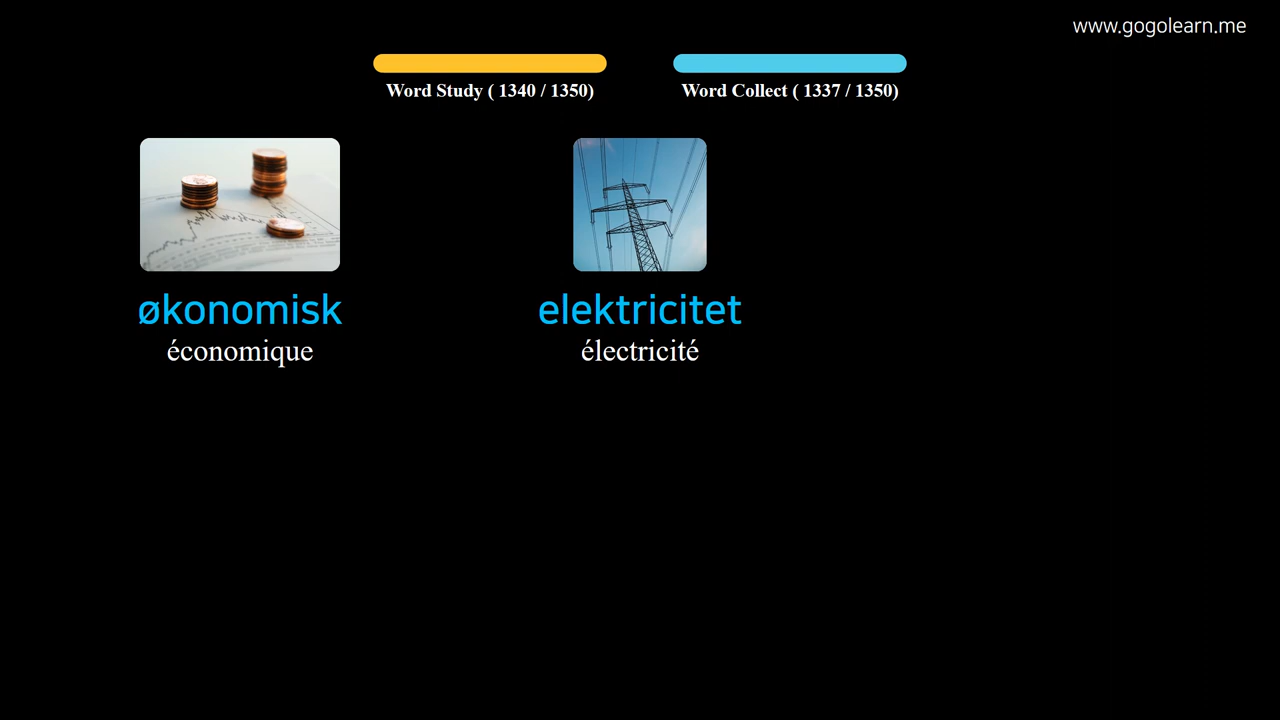 www.gogolearn.me
Word Study ( 1340 / 1350)
Word Collect ( 1337 / 1350)
økonomisk
économique
elektricitet
électricité